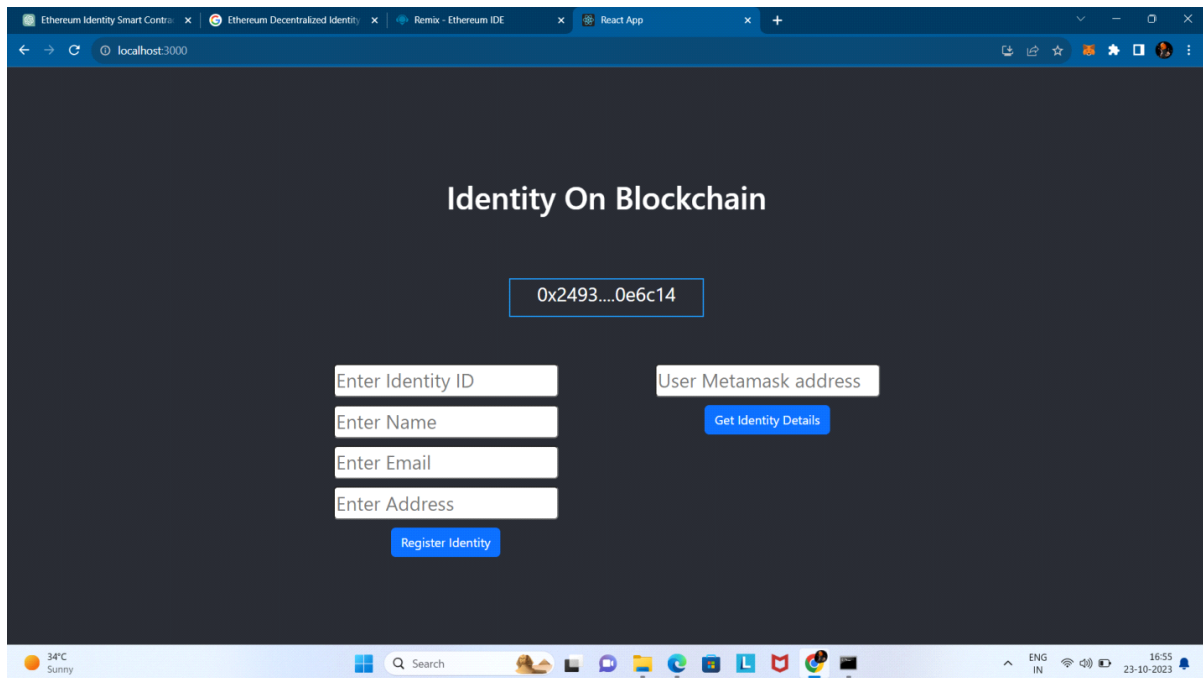 Ethereum Identity Smart Contra
Ethereum Decentralized Identity
Remix - Ethereum IDE
React App
localhost:3000
Identity On Blockchain
0x2493....0e6c14
Enter Identity ID
User Metamask address
Enter Name
Get Identity Details
Enter Email
Enter Address
Register Identity
34°C
Sunny
Search
ENG
IN
16:55
23-10-2023